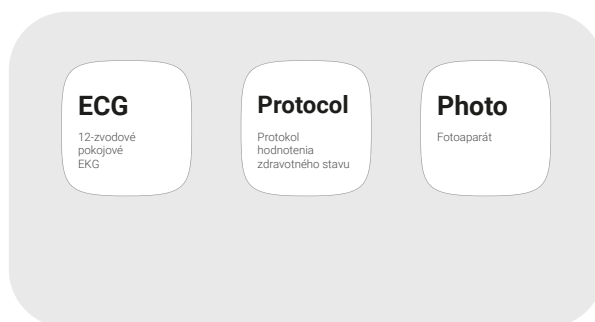 ECG
12-zvodové
pokojové
EKG
Protocol
Protokol
hodnotenia
zdravotného stavu
Photo
Fotoaparát